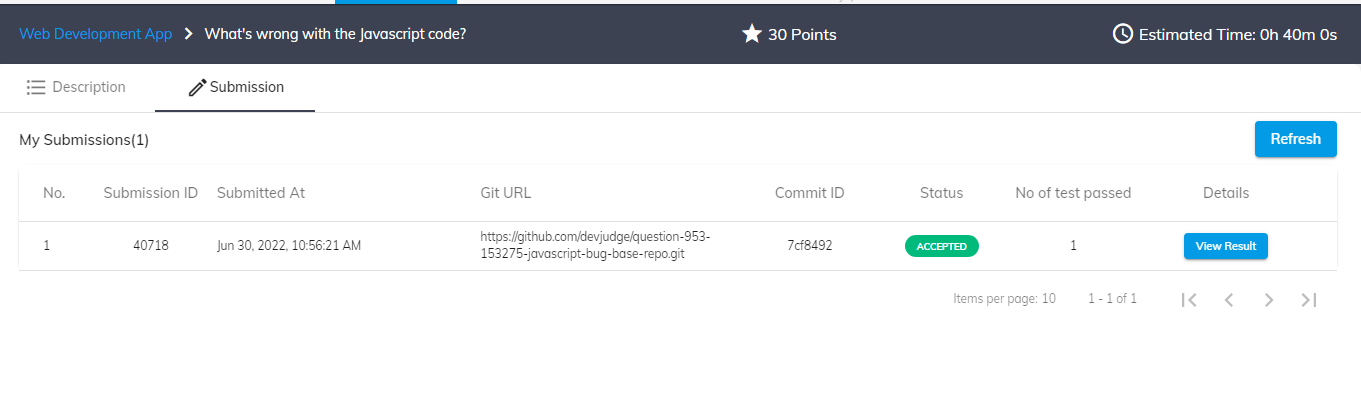 Web Development App > What's wrong with the Javascript code? 30 Points Estimated Time: 0h 40m 0s
Description Submission
My Submissions(1) Refresh
No. Submission ID Submitted At Git URL Commit ID Status No of test passed Details
1 40718 Jun 30, 2022, 10:56:21 AM https://github.com/devjudge/question-953-
153275-javascript-bug-base-repo.git 7cf8492 ACCEPTED 1 View Result
Items per page: 10 1 - 1 of 1